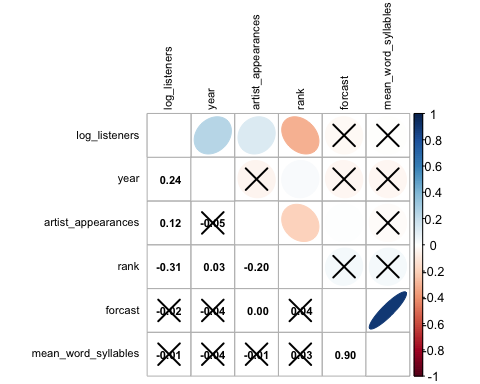 log_listeners
year
artist_appearances
rank
forcast
mean_word_syllables
log_listeners
year 0.24
artist_appearances 0.12 -0.05
rank -0.31 0.03 -0.20
forcast -0.02 -0.04 0.00 0.04
mean_word_syllables -0.01 -0.04 -0.01 0.03 0.90
1
0.8
0.6
0.4
0.2
0
-0.2
-0.4
-0.6
-0.8
-1